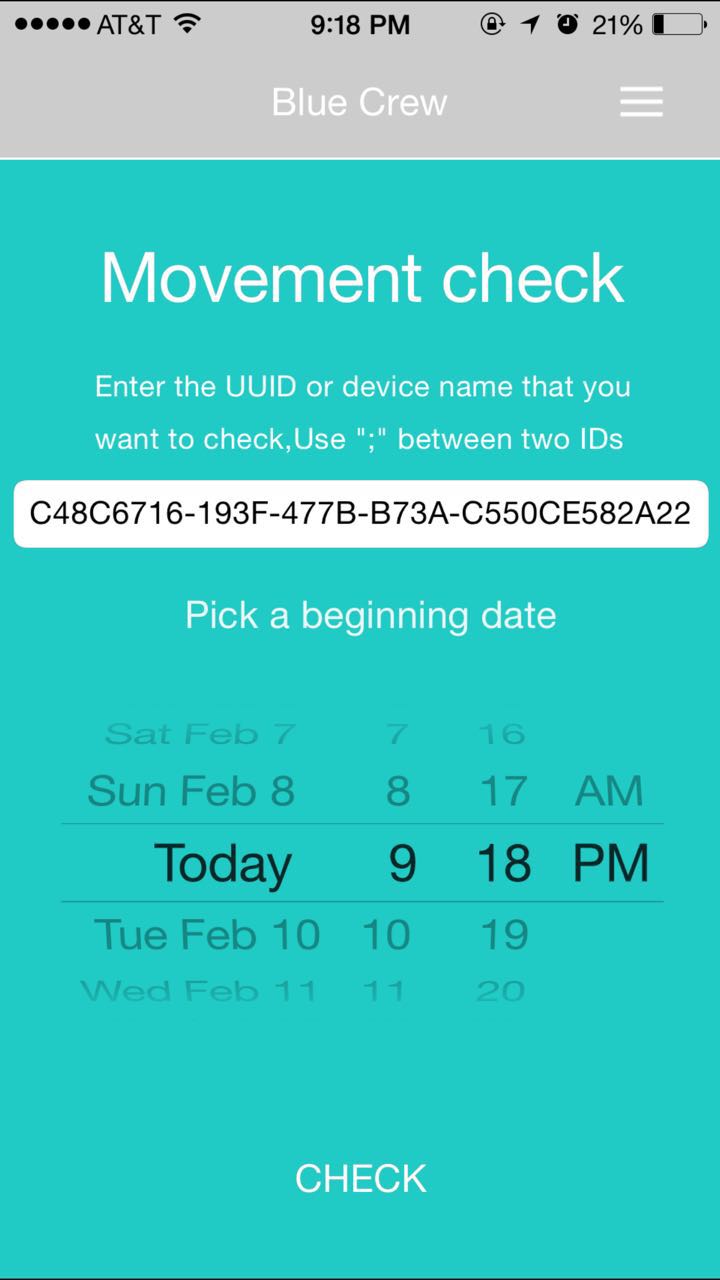 AT&T 9:18 PM 21%
Blue Crew
Movement check
Enter the UUID or device name that you
want to check,Use ";" between two IDs
C48C6716-193F-477B-B73A-C550CE582A22
Pick a beginning date
Sat Feb 7 7 16
Sun Feb 8 8 17 AM
Today 9 18 PM
Tue Feb 10 10 19
Wed Feb 11 11 20
CHECK